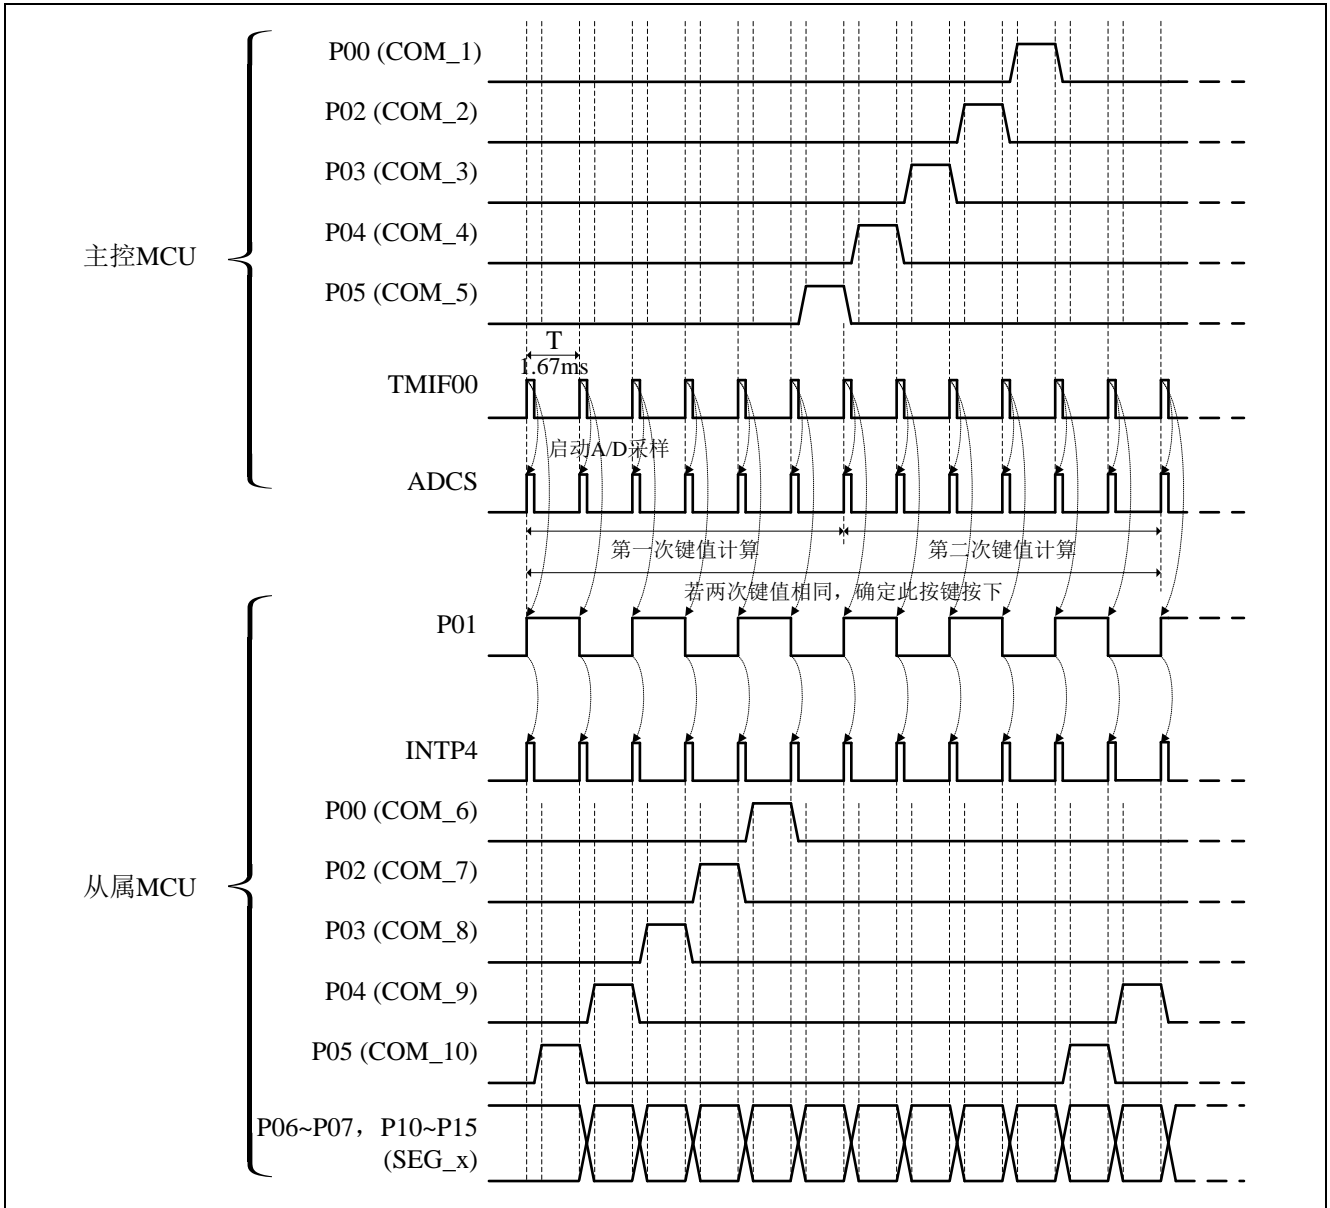 P00 (COM_1)
P02 (COM_2)
P03 (COM_3)
P04 (COM_4)
主控MCU
P05 (COM_5)
T
1.67ms
TMIF00
启动A/D采样
ADCS
第一次键值计算
第二次键值计算
若两次键值相同，确定此按键按下
P01
INTP4
P00 (COM_6)
P02 (COM_7)
从属MCU
P03 (COM_8)
P04 (COM_9)
P05 (COM_10)
P06~P07，P10~P15
(SEG_x)